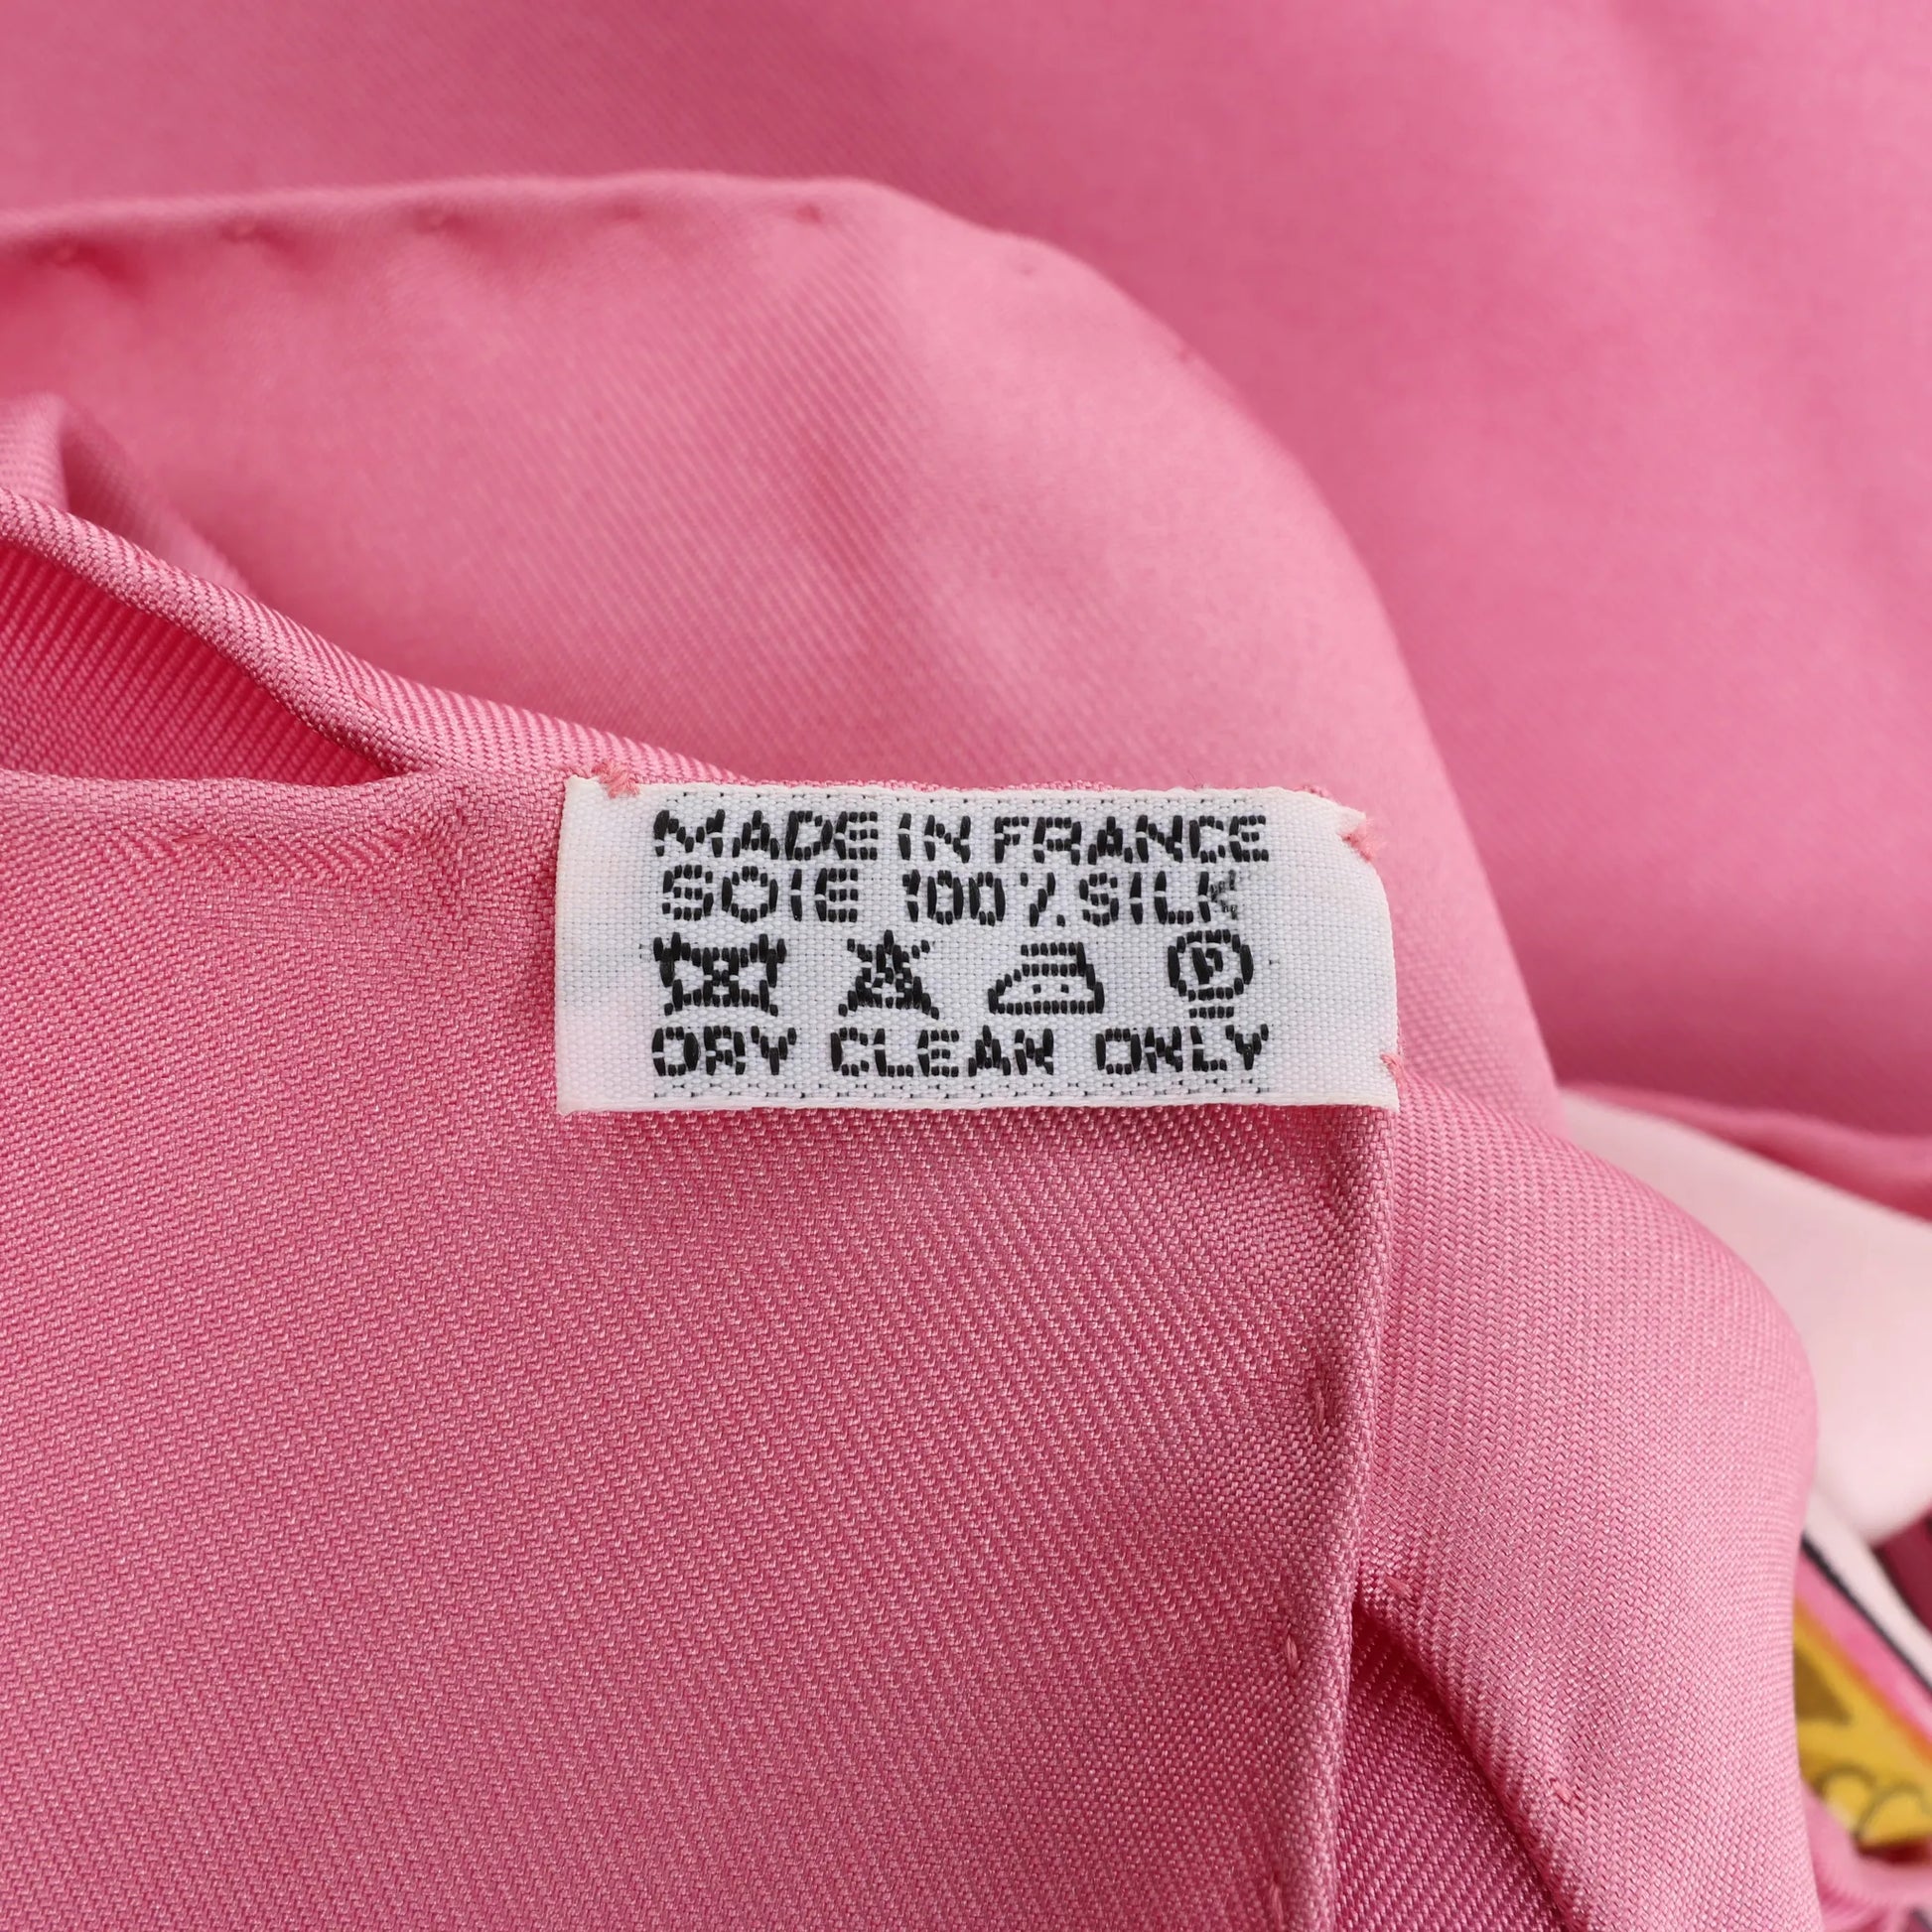 MADE IN FRANCE
SOIE 100% SILK
P
DRY CLEAN ONLY